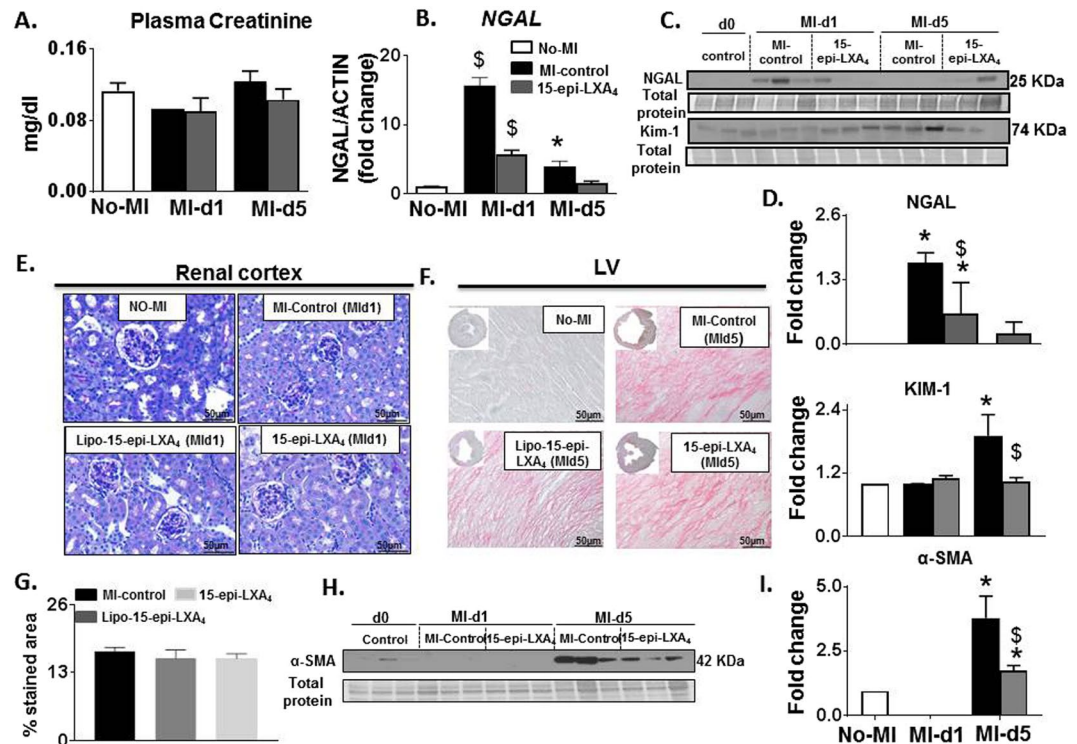 A.
Plasma Creatinine
0.16
0.08
0.00
mg/dl
No-MI MI-d1 MI-d5
B.
NGAL
20
15
10
5
0
NGAL/ACTIN
(fold change)
$
$
*
No-MI
MI-control
15-epi-LXA₄
No-MI MI-d1 MI-d5
C.
d0 MI-d1 MI-d5
control MI-control 15-epi-LXA₄ MI-control 15-epi-LXA₄
NGAL 25 KDa
Total
protein
Kim-1 74 KDa
Total
protein
D.
NGAL
2.6
1.3
0.0
Fold change
*
$
*
KIM-1
2.4
1.2
0.0
Fold change
*
$
E.
Renal cortex
NO-MI
50µm
MI-Control (MId1)
50µm
Lipo-15-epi-LXA₄ (MId1)
50µm
15-epi-LXA₄ (MId1)
50µm
F.
LV
No-MI
50µm
MI-Control
(MId5)
50µm
Lipo-15-epi-
LXA₄ (MId5)
50µm
15-epi-LXA₄
(MId5)
50µm
G.
MI-control 15-epi-LXA₄
Lipo-15-epi-LXA₄
26
13
0
% stained area
H.
d0 MI-d1 MI-d5
Control MI-Control 15-epi-LXA₄ MI-Control 15-epi-LXA₄
α-SMA 42 KDa
Total
protein
I.
α-SMA
5.0
2.5
0.0
Fold change
*
$
*
No-MI MI-d1 MI-d5